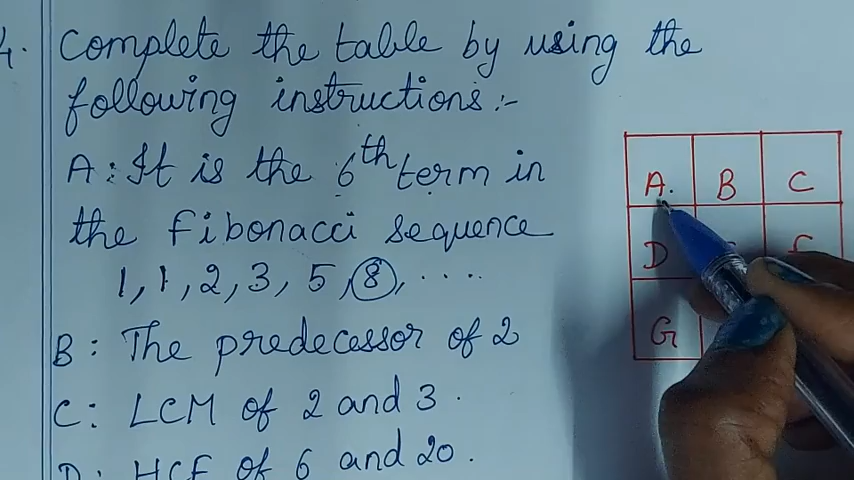 4. Complete the table by using the
following instructions :-
A : It is the 6th term in
the Fibonacci sequence
1, 1, 2, 3, 5, 8, ....
B : The predecessor of 2
C : LCM of 2 and 3.
D : HCF of 6 and 20.
A. B C
D
G